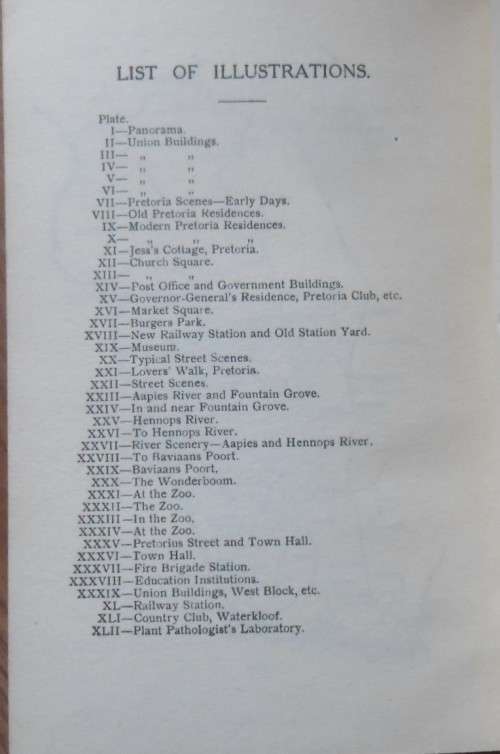 LIST OF ILLUSTRATIONS.
Plate.
I—Panorama.
II—Union Buildings.
III— „ „
IV— „ „
V— „ „
VI— „ „
VII—Pretoria Scenes—Early Days.
VIII—Old Pretoria Residences.
IX—Modern Pretoria Residences.
X— „ „ „
XI—Jess's Cottage, Pretoria.
XII—Church Square.
XIII— „ „
XIV—Post Office and Government Buildings.
XV—Governor-General's Residence, Pretoria Club, etc.
XVI—Market Square.
XVII—Burgers Park.
XVIII—New Railway Station and Old Station Yard.
XIX—Museum.
XX—Typical Street Scenes.
XXI—Lovers' Walk, Pretoria.
XXII—Street Scenes.
XXIII—Aapies River and Fountain Grove.
XXIV—In and near Fountain Grove.
XXV—Hennops River.
XXVI—To Hennops River.
XXVII—River Scenery—Aapies and Hennops River.
XXVIII—To Baviaans Poort.
XXIX—Baviaans Poort.
XXX—The Wonderboom.
XXXI—At the Zoo.
XXXII—The Zoo.
XXXIII—In the Zoo.
XXXIV—At the Zoo.
XXXV—Pretorius Street and Town Hall.
XXXVI—Town Hall.
XXXVII—Fire Brigade Station.
XXXVIII—Education Institutions.
XXXIX—Union Buildings, West Block, etc.
XL—Railway Station.
XLI—Country Club, Waterkloof.
XLII—Plant Pathologist's Laboratory.